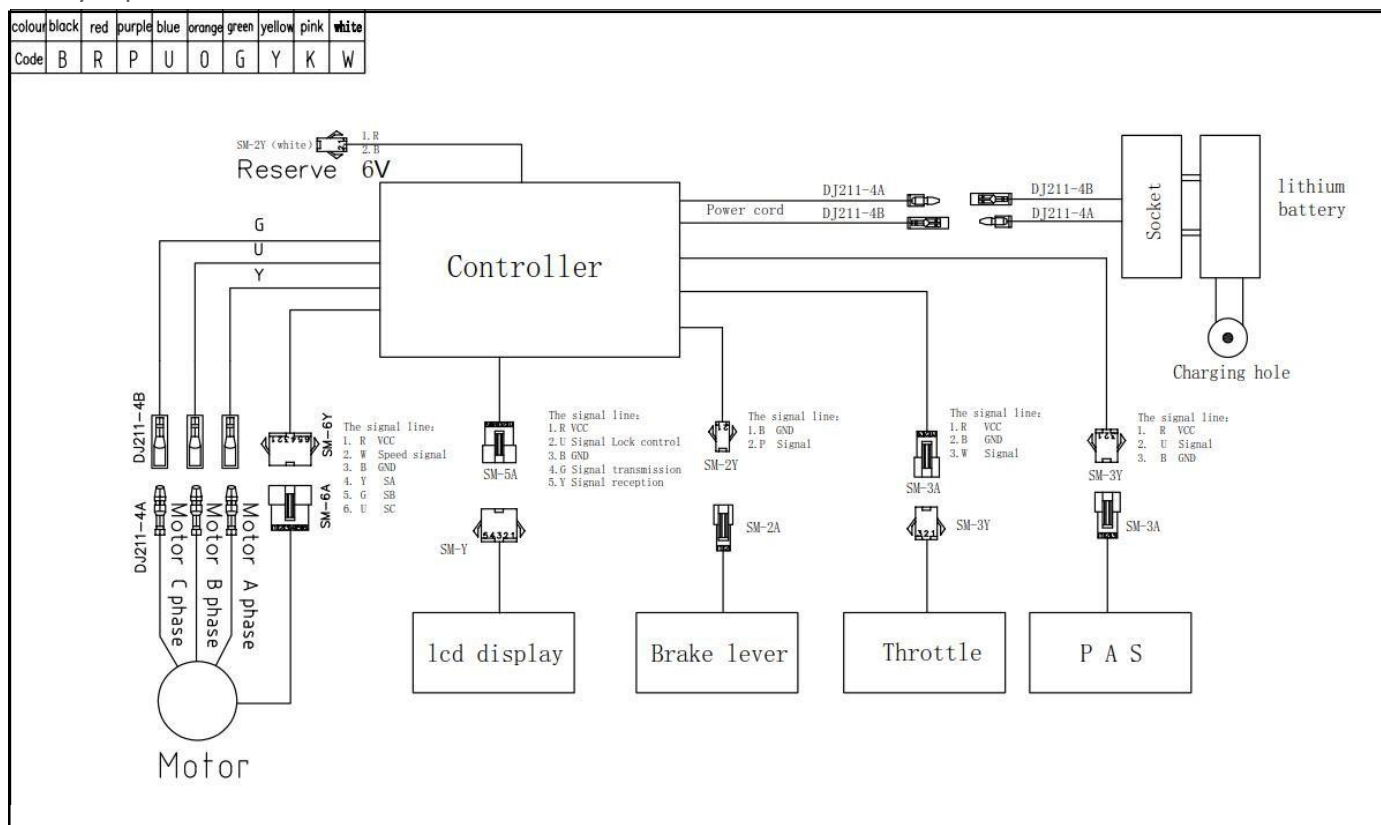 colour black red purple blue orange green yellow pink white
Code B R P U O G Y K W
SM-2Y (white)
21
1.R
2.B
Reserve 6V
G
U
Y
Controller
DJ211-4A
Power cord
DJ211-4B
DJ211-4B
DJ211-4A
Socket
lithium
battery
Charging hole
DJ211-4B
DJ211-4A
654321
SM-6Y
SM-6A
The signal line:
1. R VCC
2. W Speed signal
3. B GND
4. Y SA
5. G SB
6. U SC
Motor C phase
Motor B phase
Motor A phase
Motor
SM-5A
The signal line:
1.R VCC
2.U Signal Lock control
3.B GND
4.G Signal transmission
5.Y Signal reception
SM-Y
54321
lcd display
SM-2Y
The signal line:
1.B GND
2.P Signal
SM-2A
Brake lever
The signal line:
1.R VCC
2.B GND
3.W Signal
SM-3A
SM-3Y
321
Throttle
The signal line:
1. R VCC
2. U Signal
3. B GND
SM-3Y
SM-3A
P A S